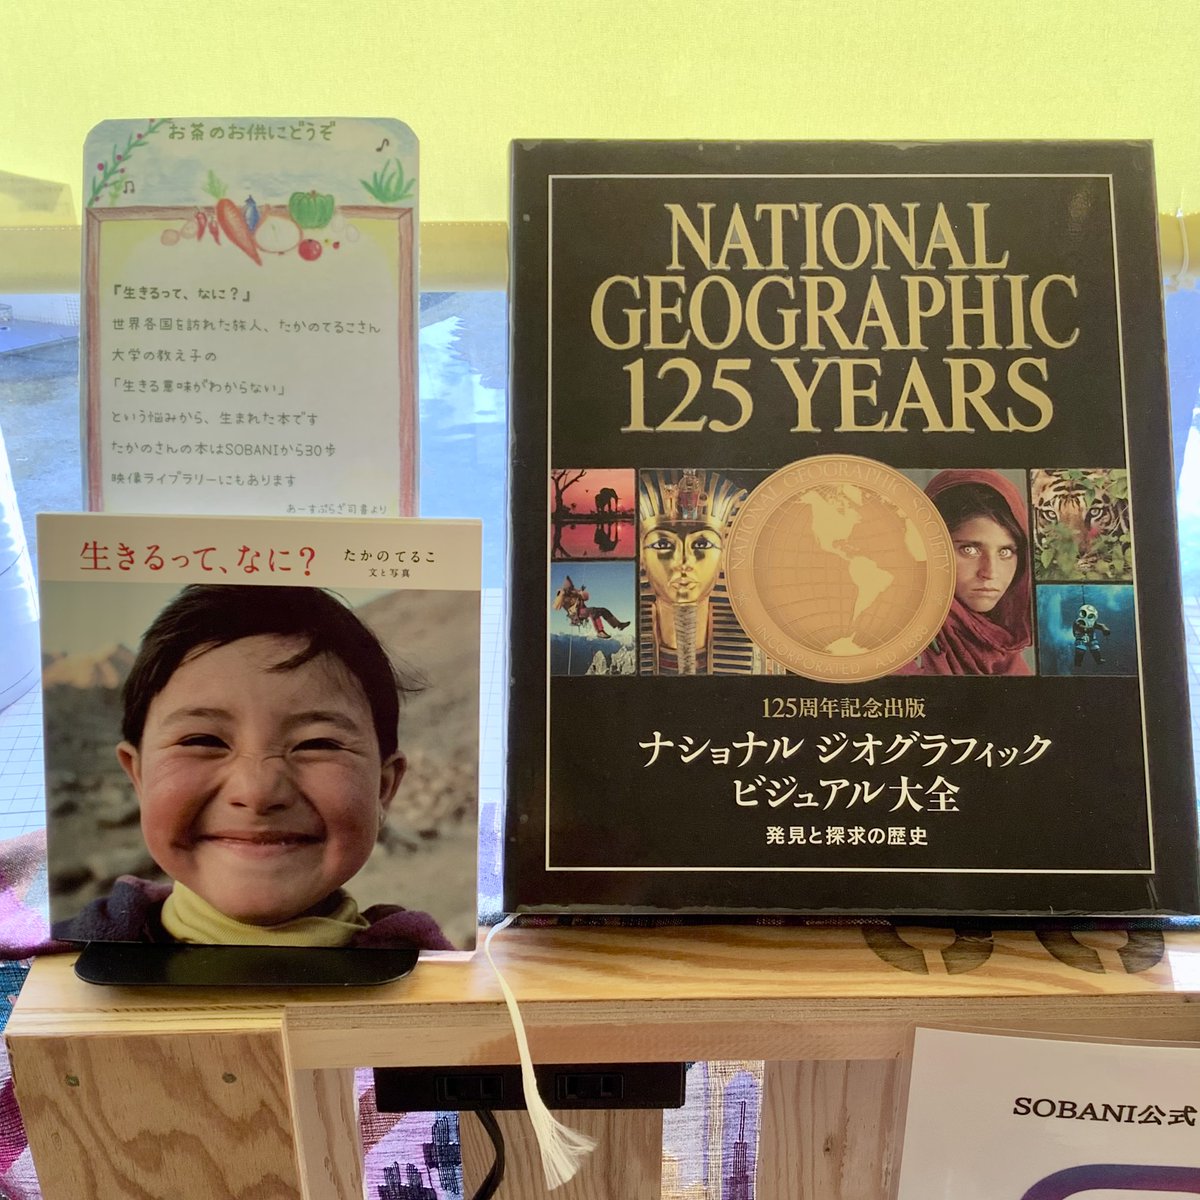 お茶のお供にどうぞ
『生きるって、なに？』
世界各国を訪れた旅人、たかのてるこさん
大学の教え子の
「生きる意味がわからない」
という悩みから、生まれた本です
たかのさんの本はSOBANIから30歩
映像ライブラリーにもあります
あーすぷらざ司書より
生きるって、なに？
たかのてるこ
文と写真
NATIONAL
GEOGRAPHIC
125 YEARS
NATIONAL GEOGRAPHIC SOCIETY
INCORPORATED A.D. 1888
125周年記念出版
ナショナル ジオグラフィック
ビジュアル大全
発見と探求の歴史
SOBANI公式